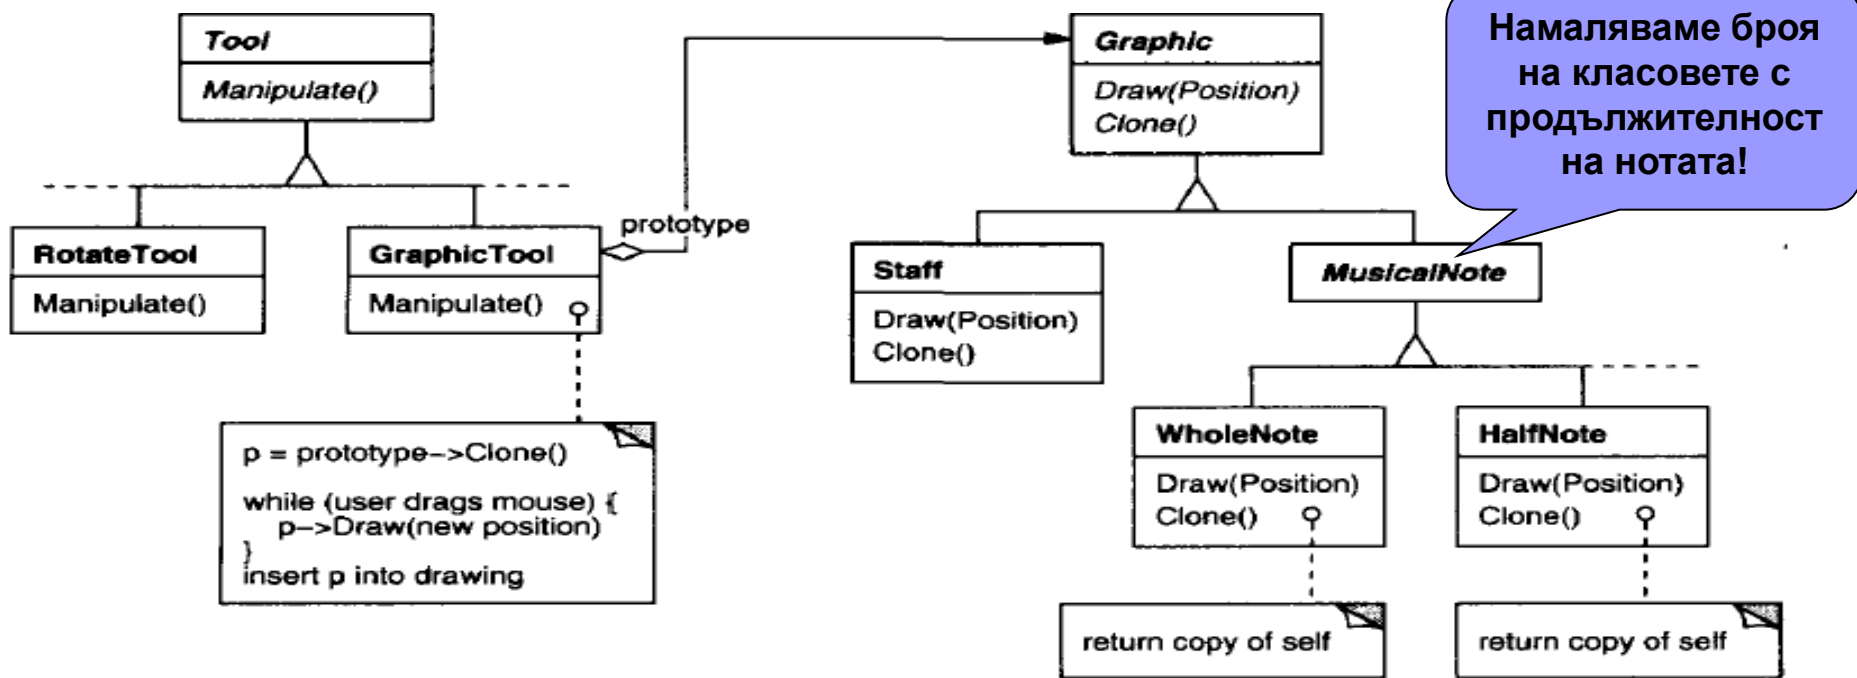 Tool
Manipulate()
RotateTool
Manipulate()
GraphicTool
Manipulate()
prototype
p = prototype->Clone()
while (user drags mouse) {
p->Draw(new position)
}
insert p into drawing
Graphic
Draw(Position)
Clone()
Намаляваме броя
на класовете с
продължителност
на нотата!
Staff
Draw(Position)
Clone()
MusicalNote
WholeNote
Draw(Position)
Clone()
HalfNote
Draw(Position)
Clone()
return copy of self
return copy of self